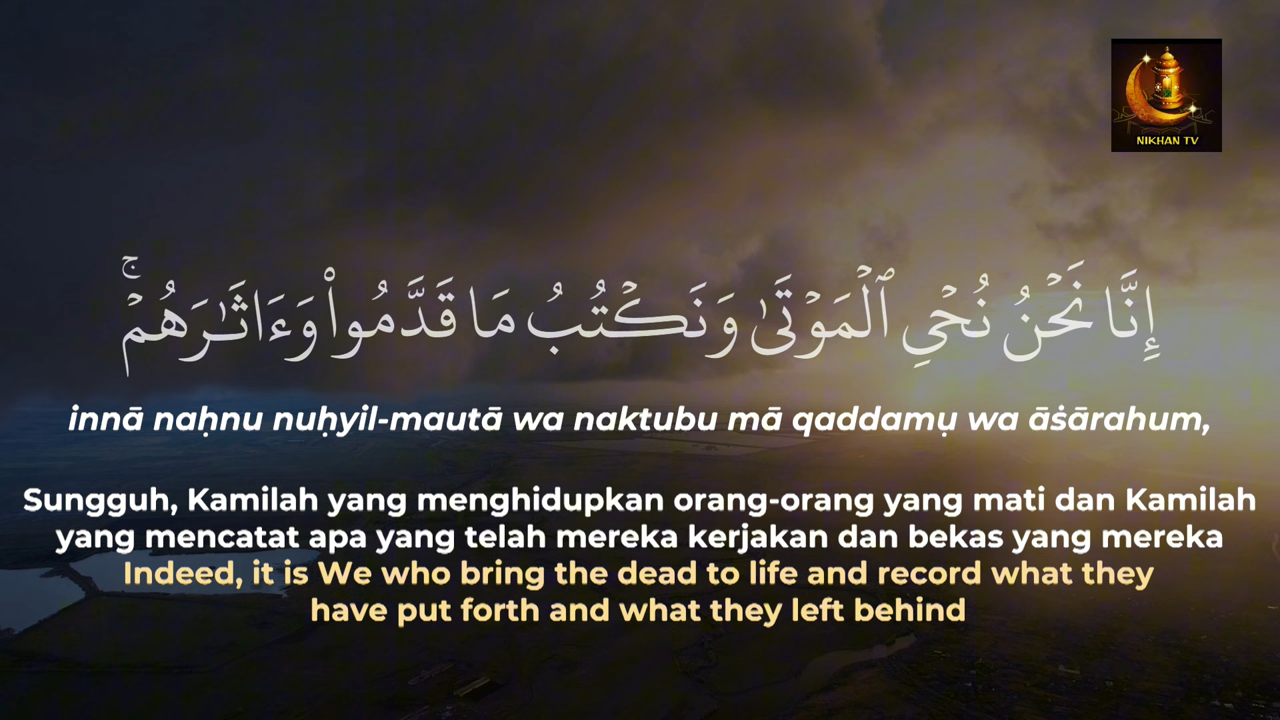 NIKHAN TV
إِنَّا نَحْنُ نُحْيِ ٱلْمَوْتَىٰ وَنَكْتُبُ مَا قَدَّمُوا۟ وَءَاثَـٰرَهُمْ ۚ
innā naḥnu nuḥyil-mautā wa naktubu mā qaddamụ wa āṡārahum,
Sungguh, Kamilah yang menghidupkan orang-orang yang mati dan Kamilah
yang mencatat apa yang telah mereka kerjakan dan bekas yang mereka
Indeed, it is We who bring the dead to life and record what they
have put forth and what they left behind